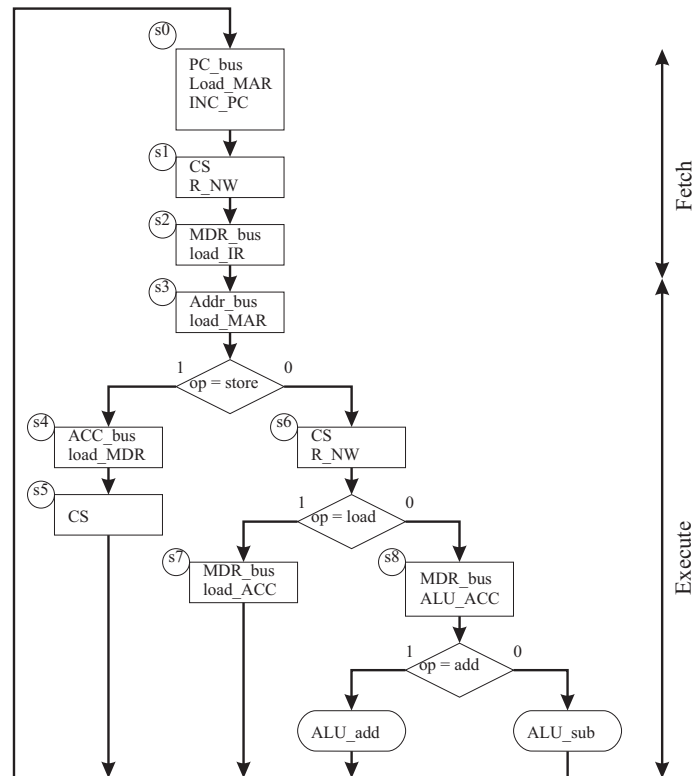 s0
PC_bus
Load_MAR
INC_PC
s1
CS
R_NW
s2
MDR_bus
load_IR
s3
Addr_bus
load_MAR
Fetch
1
op = store
0
s4
ACC_bus
load_MDR
s6
CS
R_NW
s5
CS
1
op = load
0
s7
MDR_bus
load_ACC
s8
MDR_bus
ALU_ACC
1
op = add
0
ALU_add
ALU_sub
Execute